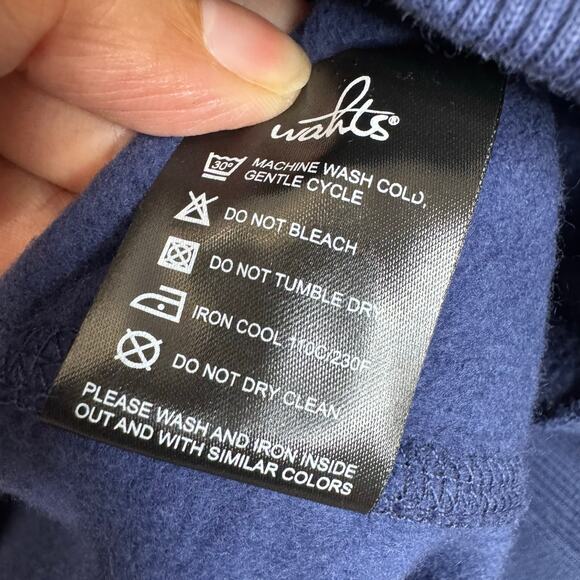 wahts®
30°
MACHINE WASH COLD,
GENTLE CYCLE
DO NOT BLEACH
DO NOT TUMBLE DRY
IRON COOL 110C/230F
DO NOT DRY CLEAN
PLEASE WASH AND IRON INSIDE
OUT AND WITH SIMILAR COLORS